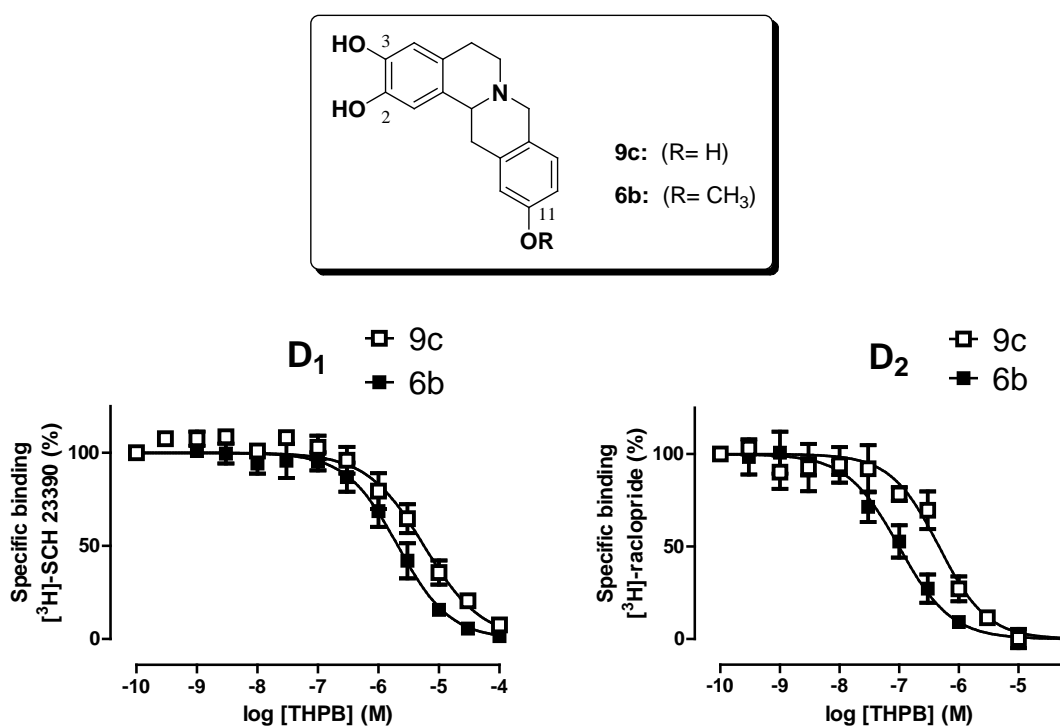 HO
3
HO
2
N
11
OR
9c: (R= H)
6b: (R= CH₃)
D₁
9c
6b
Specific binding
[³H]-SCH 23390 (%)
100
50
0
-10 -9 -8 -7 -6 -5 -4
log [THPB] (M)
D₂
9c
6b
Specific binding
[³H]-raclopride (%)
100
50
0
-10 -9 -8 -7 -6 -5
log [THPB] (M)